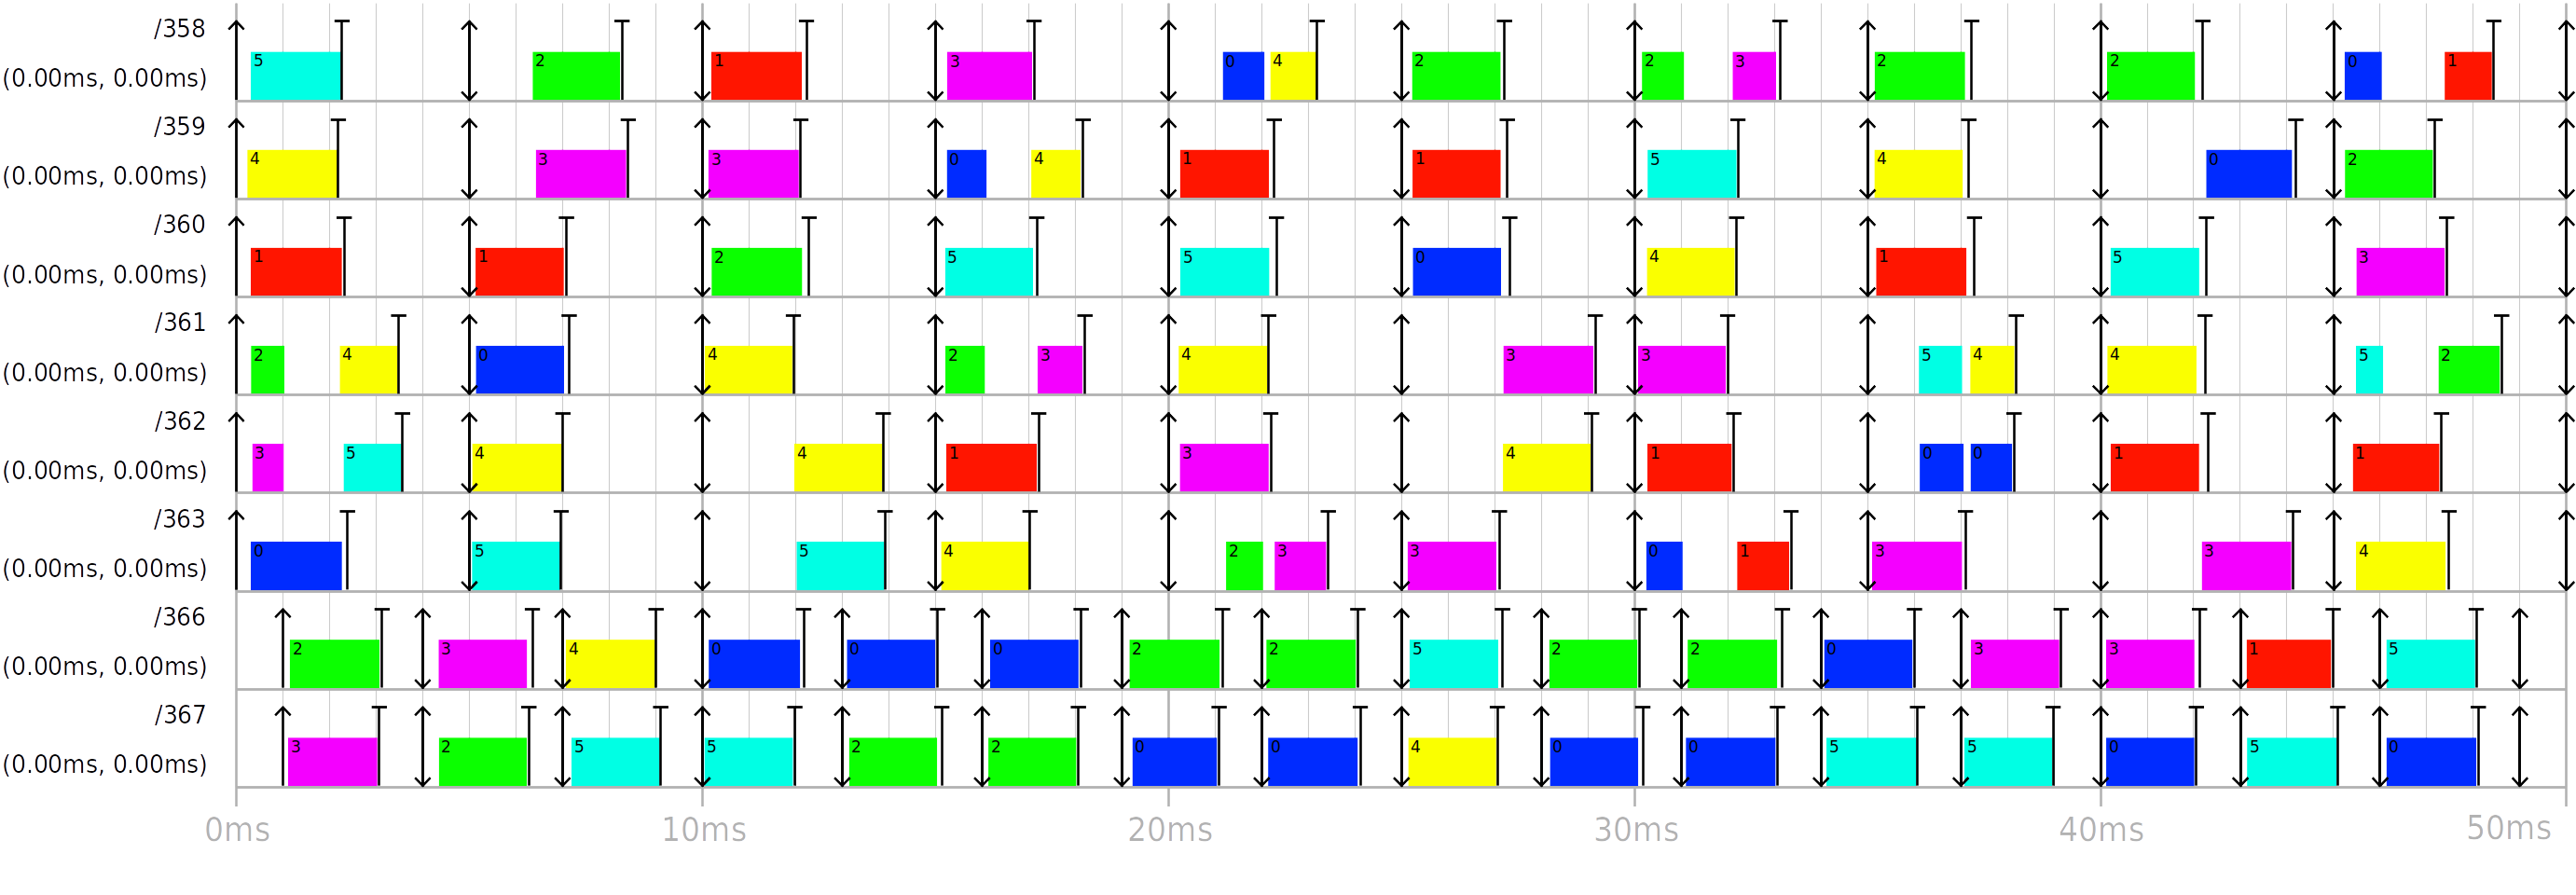 /358
5 2 1 3 0 4 2 2 3 2 2 0 1
(0.00ms, 0.00ms)
/359
4 3 3 0 4 1 1 5 4 0 2
(0.00ms, 0.00ms)
/360
1 1 2 5 5 0 4 1 5 3
(0.00ms, 0.00ms)
/361
2 4 0 4 2 3 4 3 3 5 4 4 5 2
(0.00ms, 0.00ms)
/362
3 5 4 4 1 3 4 1 0 0 1 1
(0.00ms, 0.00ms)
/363
0 5 5 4 2 3 3 0 1 3 3 4
(0.00ms, 0.00ms)
/366
2 3 4 0 0 0 2 2 5 2 2 0 3 3 1 5
(0.00ms, 0.00ms)
/367
3 2 5 5 2 2 0 0 4 0 0 5 5 0 5 0
(0.00ms, 0.00ms)
0ms 10ms 20ms 30ms 40ms 50ms